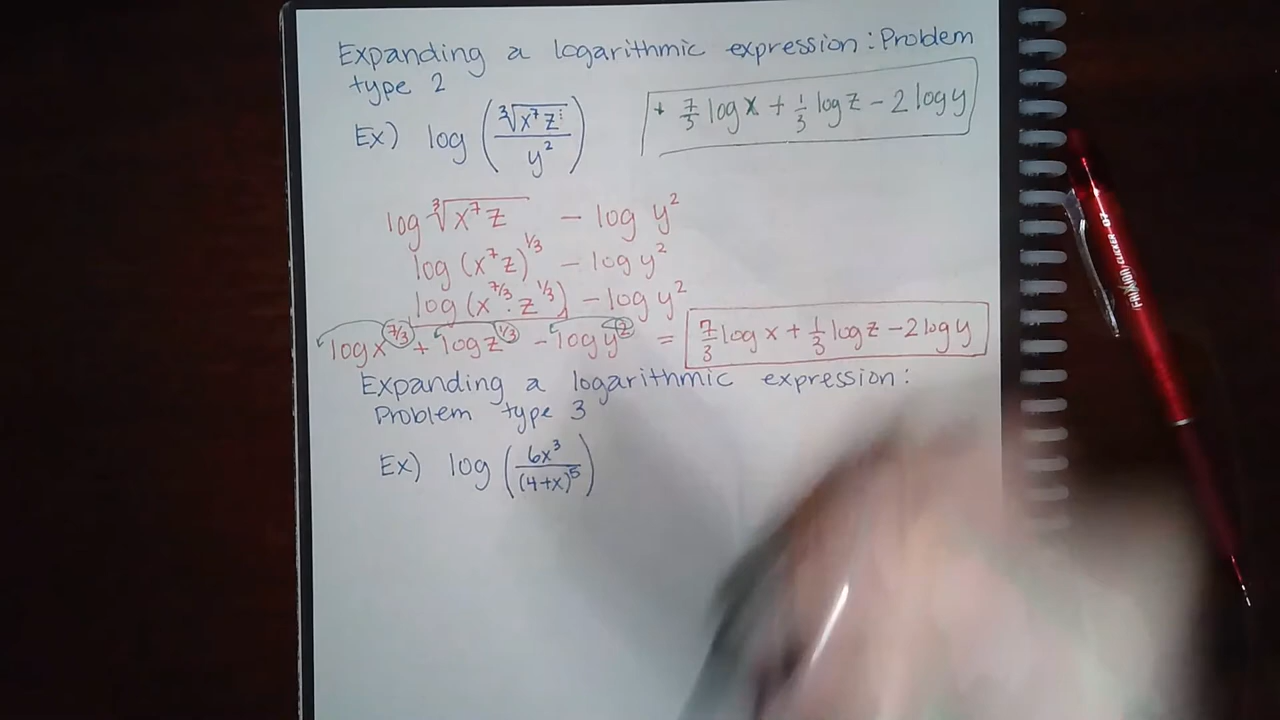 Expanding a logarithmic expression: Problem
type 2
+ 7/3 log x + 1/3 log z − 2 log y
Ex) log (∛(x⁷z) / y²)
log ∛(x⁷z) − log y²
log (x⁷z)^1/3 − log y²
log (x^7/3 · z^1/3) − log y²
log x^7/3 + log z^1/3 − log y² = 7/3 log x + 1/3 log z − 2 log y
Expanding a logarithmic expression:
Problem type 3
Ex) log (6x³ / (4+x)⁵)